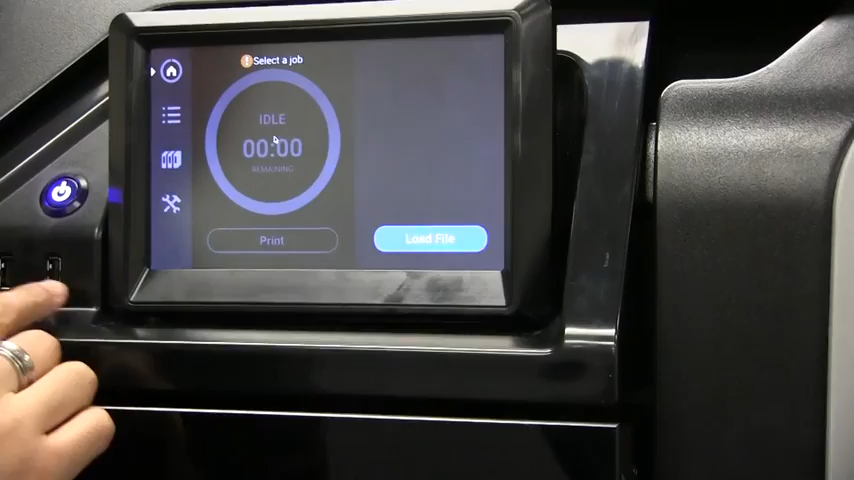 Select a job
IDLE
00:00
REMAINING
Print
Load File